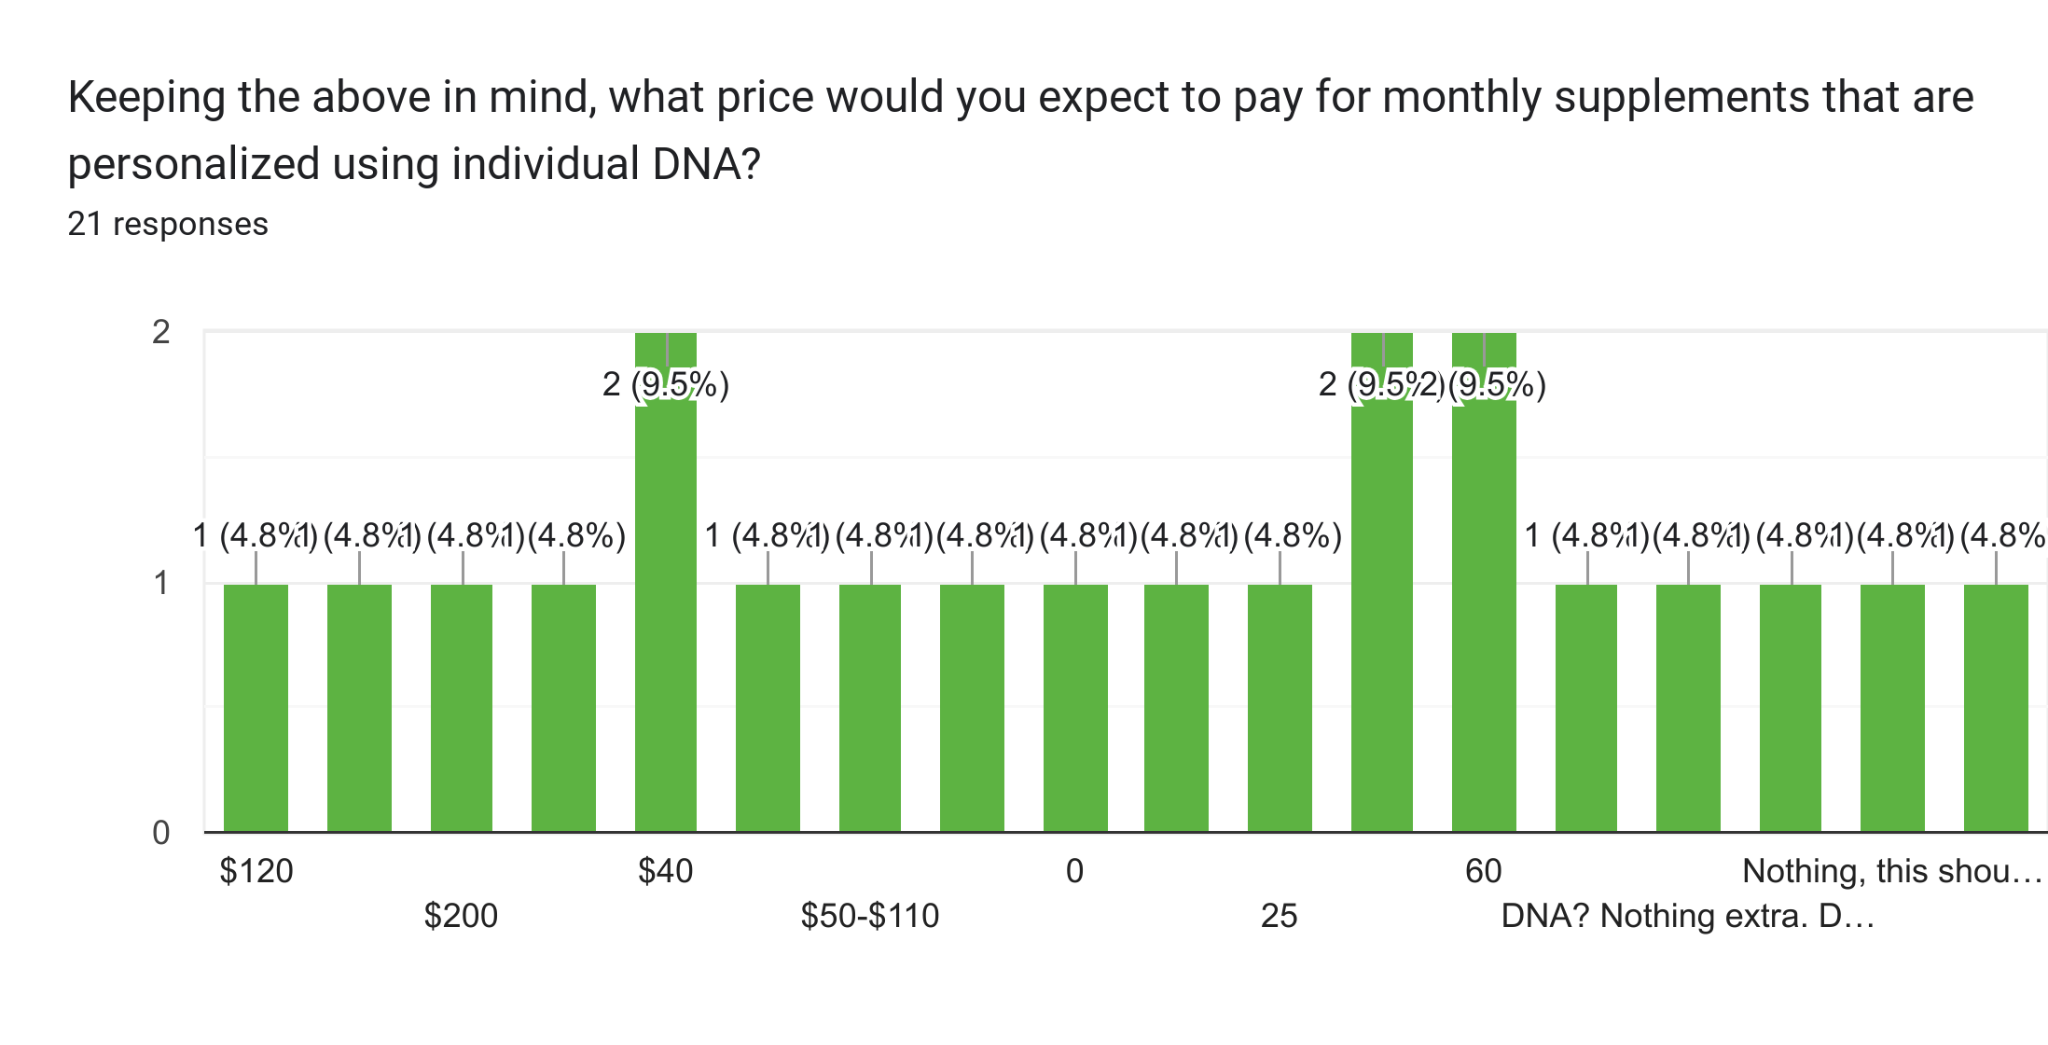 Keeping the above in mind, what price would you expect to pay for monthly supplements that are
personalized using individual DNA?
21 responses
2
2 (9.5%) 2 (9.5%) 2 (9.5%)
1 (4.8%) 1 (4.8%) 1 (4.8%) 1 (4.8%) 1 (4.8%) 1 (4.8%) 1 (4.8%) 1 (4.8%) 1 (4.8%) 1 (4.8%) 1 (4.8%) 1 (4.8%) 1 (4.8%) 1 (4.8%) 1 (4.8%
1
0
$120 $40 0 60 Nothing, this shou…
$200 $50-$110 25 DNA? Nothing extra. D…